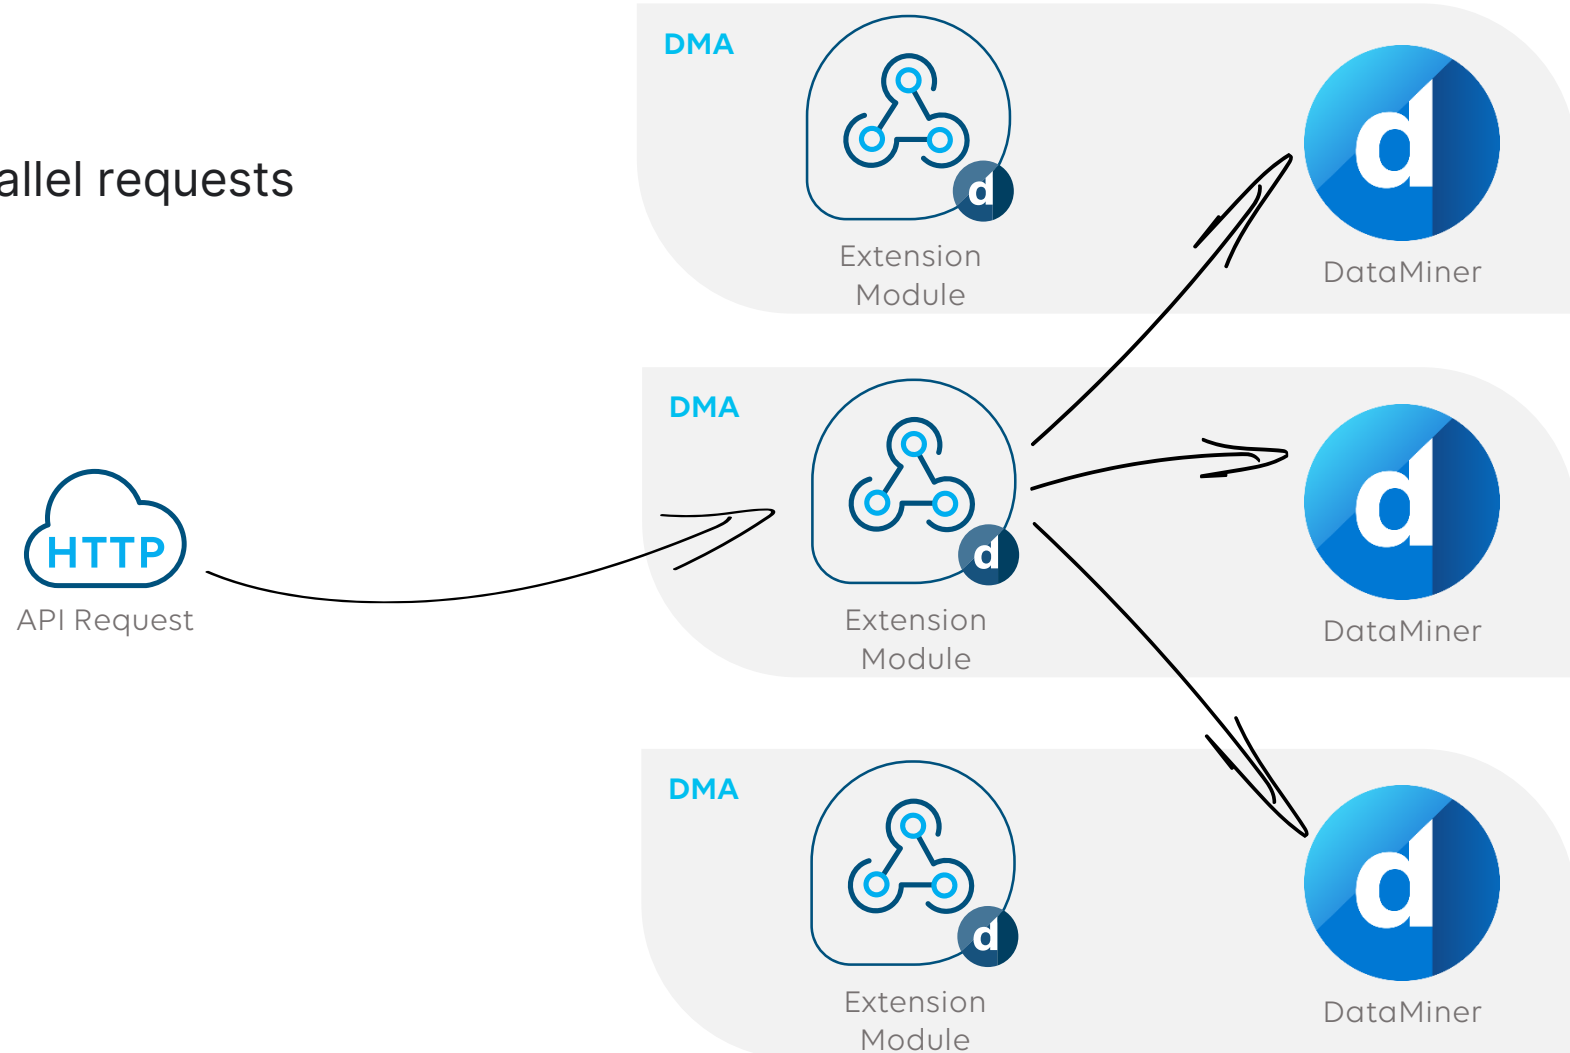 allel requests
DMA
Extension
Module
DataMiner
HTTP
API Request
DMA
Extension
Module
DataMiner
DMA
Extension
Module
DataMiner